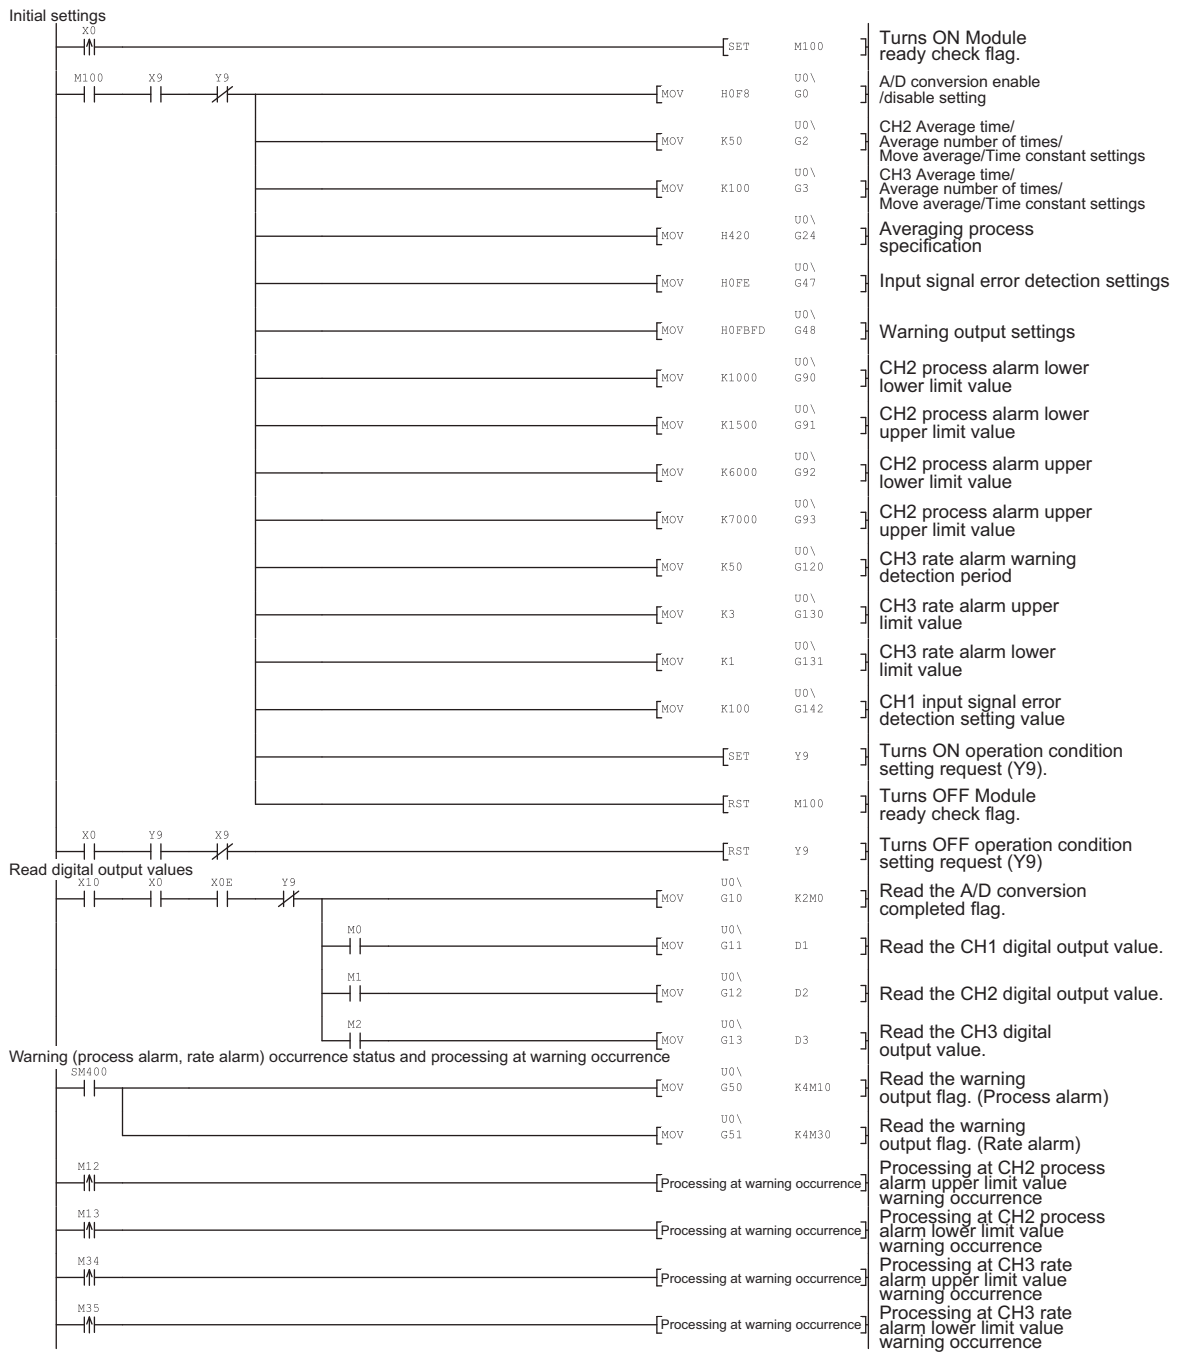 Initial settings
X0
SET M100
Turns ON Module
ready check flag.
M100 X9 Y9
MOV H0F8 U0\
G0
A/D conversion enable
/disable setting
MOV K50 U0\
G2
CH2 Average time/
Average number of times/
Move average/Time constant settings
MOV K100 U0\
G3
CH3 Average time/
Average number of times/
Move average/Time constant settings
MOV H420 U0\
G24
Averaging process
specification
MOV H0FE U0\
G47
Input signal error detection settings
MOV H0FBFD U0\
G48
Warning output settings
MOV K1000 U0\
G90
CH2 process alarm lower
lower limit value
MOV K1500 U0\
G91
CH2 process alarm lower
upper limit value
MOV K6000 U0\
G92
CH2 process alarm upper
lower limit value
MOV K7000 U0\
G93
CH2 process alarm upper
upper limit value
MOV K50 U0\
G120
CH3 rate alarm warning
detection period
MOV K3 U0\
G130
CH3 rate alarm upper
limit value
MOV K1 U0\
G131
CH3 rate alarm lower
limit value
MOV K100 U0\
G142
CH1 input signal error
detection setting value
SET Y9
Turns ON operation condition
setting request (Y9).
RST M100
Turns OFF Module
ready check flag.
X0 Y9 X9
RST Y9
Turns OFF operation condition
setting request (Y9)
Read digital output values
X10 X0 X0E Y9
MOV U0\
G10 K2M0
Read the A/D conversion
completed flag.
M0
MOV U0\
G11 D1
Read the CH1 digital output value.
M1
MOV U0\
G12 D2
Read the CH2 digital output value.
M2
MOV U0\
G13 D3
Read the CH3 digital
output value.
Warning (process alarm, rate alarm) occurrence status and processing at warning occurrence
SM400
MOV U0\
G50 K4M10
Read the warning
output flag. (Process alarm)
MOV U0\
G51 K4M30
Read the warning
output flag. (Rate alarm)
M12
Processing at warning occurrence
Processing at CH2 process
alarm upper limit value
warning occurrence
M13
Processing at warning occurrence
Processing at CH2 process
alarm lower limit value
warning occurrence
M34
Processing at warning occurrence
Processing at CH3 rate
alarm upper limit value
warning occurrence
M35
Processing at warning occurrence
Processing at CH3 rate
alarm lower limit value
warning occurrence